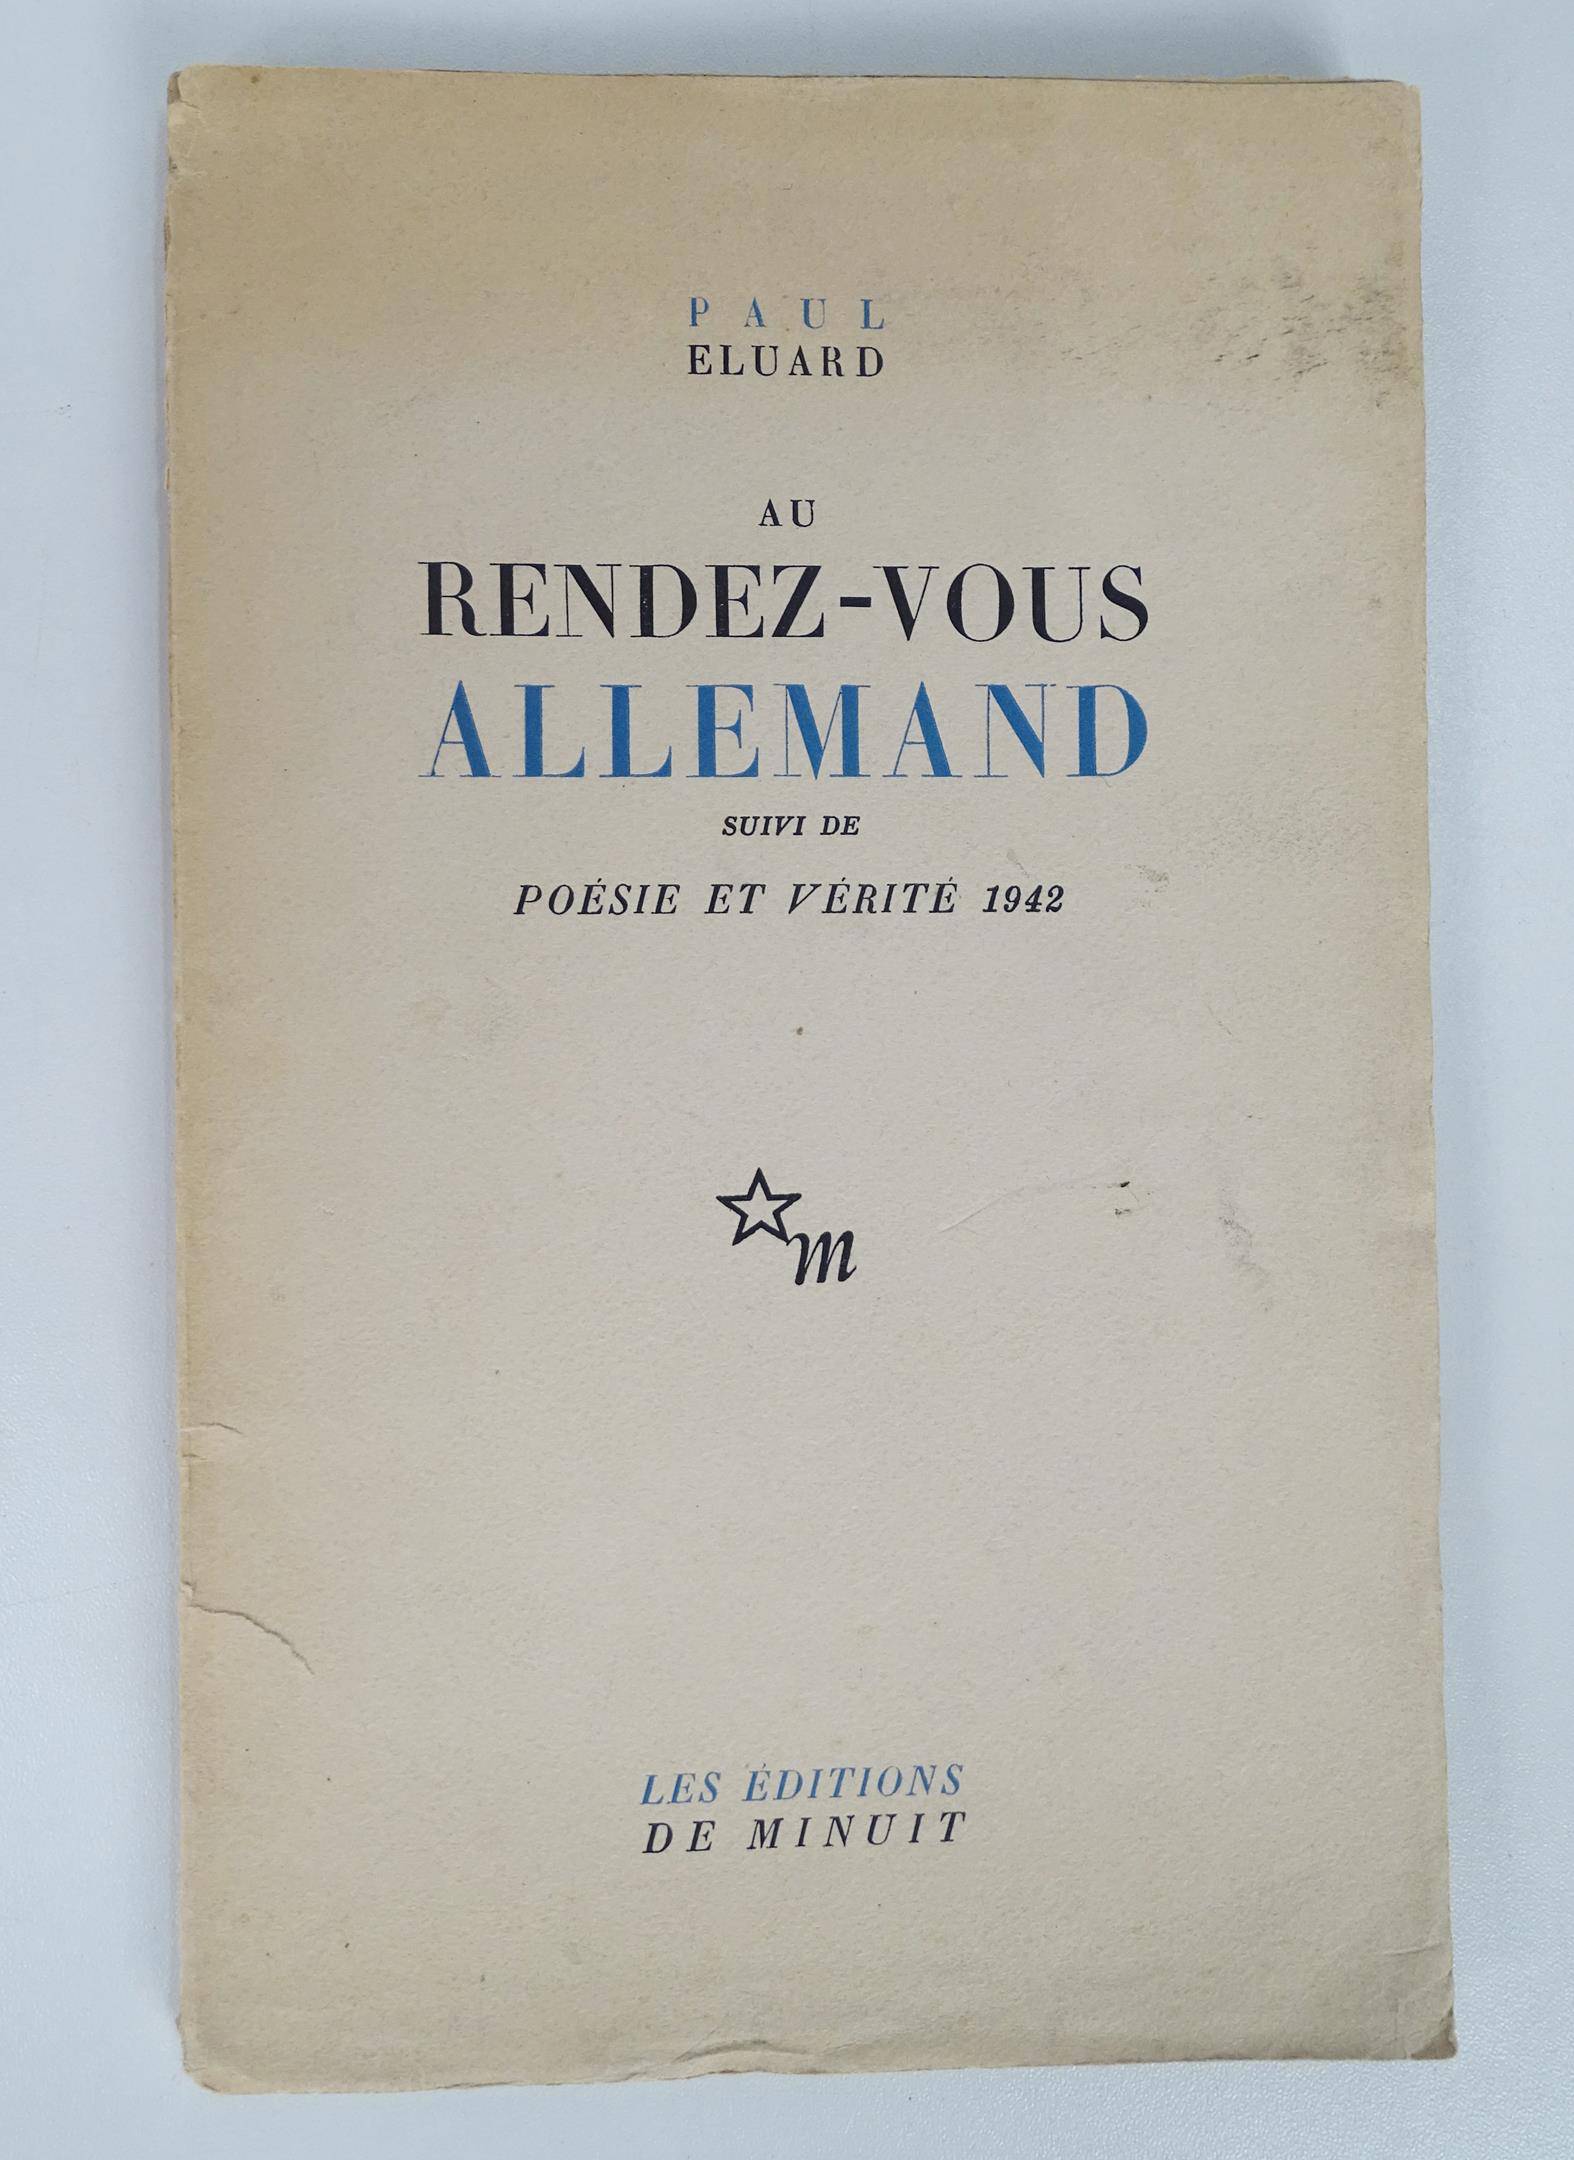 PAUL
ELUARD
AU
RENDEZ-VOUS
ALLEMAND
SUIVI DE
POÉSIE ET VÉRITÉ 1942
m
LES ÉDITIONS
DE MINUIT